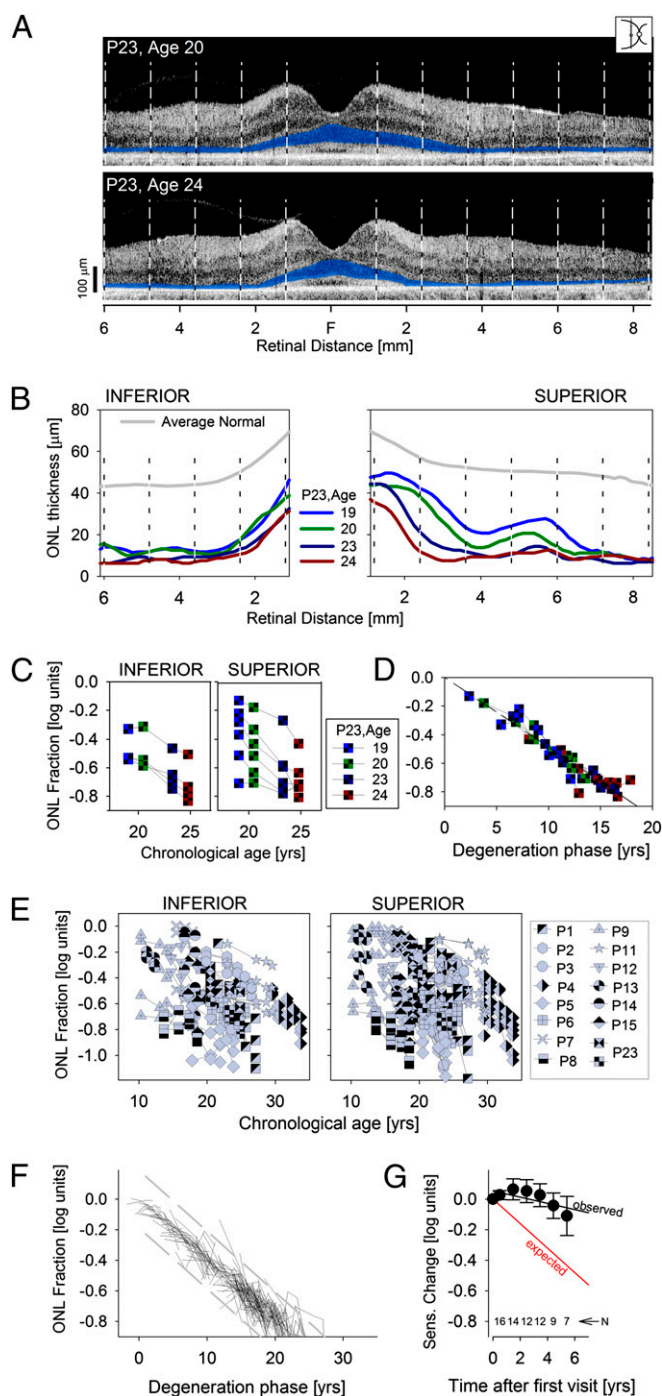 A
P23, Age 20
P23, Age 24
100 µm
6 4 2 F 2 4 6 8
Retinal Distance [mm]
B
INFERIOR SUPERIOR
ONL thickness [µm]
80
60
40
20
0
Average Normal
P23,Age
19
20
23
24
6 4 2 2 4 6 8
Retinal Distance [mm]
C
INFERIOR SUPERIOR
ONL Fraction [log units]
0.0
-0.2
-0.4
-0.6
-0.8
20 25 20 25
Chronological age [yrs]
P23,Age
19
20
23
24
D
0.0
-0.2
-0.4
-0.6
-0.8
0 5 10 15 20
Degeneration phase [yrs]
E
INFERIOR SUPERIOR
ONL Fraction [log units]
0.0
-0.2
-0.4
-0.6
-0.8
-1.0
10 20 30 10 20 30
Chronological age [yrs]
P1 P9
P2 P11
P3 P12
P4 P13
P5 P14
P6 P15
P7 P23
P8
F
ONL Fraction [log units]
0.0
-0.2
-0.4
-0.6
-0.8
0 10 20 30
Degeneration phase [yrs]
G
Sens. Change [log units]
0.0
-0.2
-0.4
-0.6
-0.8
observed
expected
16 14 12 12 9 7 ← N
0 2 4 6
Time after first visit [yrs]